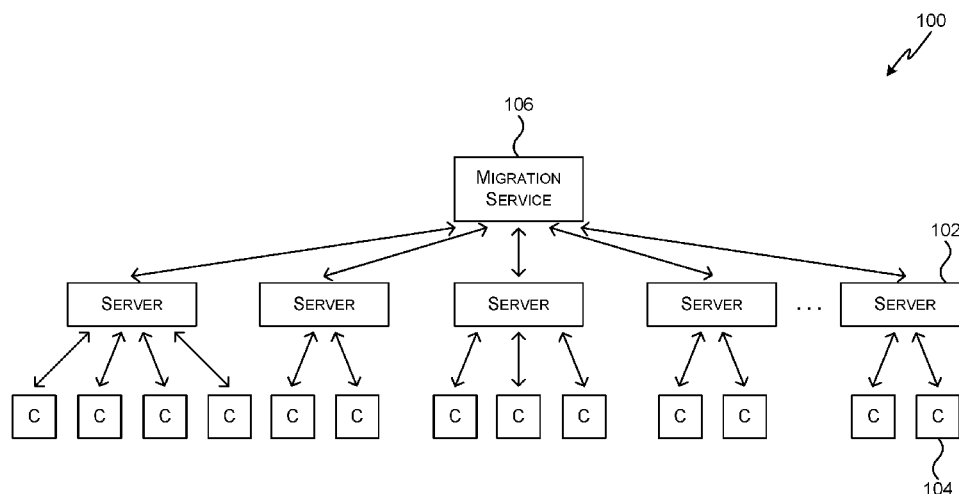 100
106
MIGRATION
SERVICE
102
SERVER SERVER SERVER SERVER ... SERVER
C C C C C C C C C C C C C
104